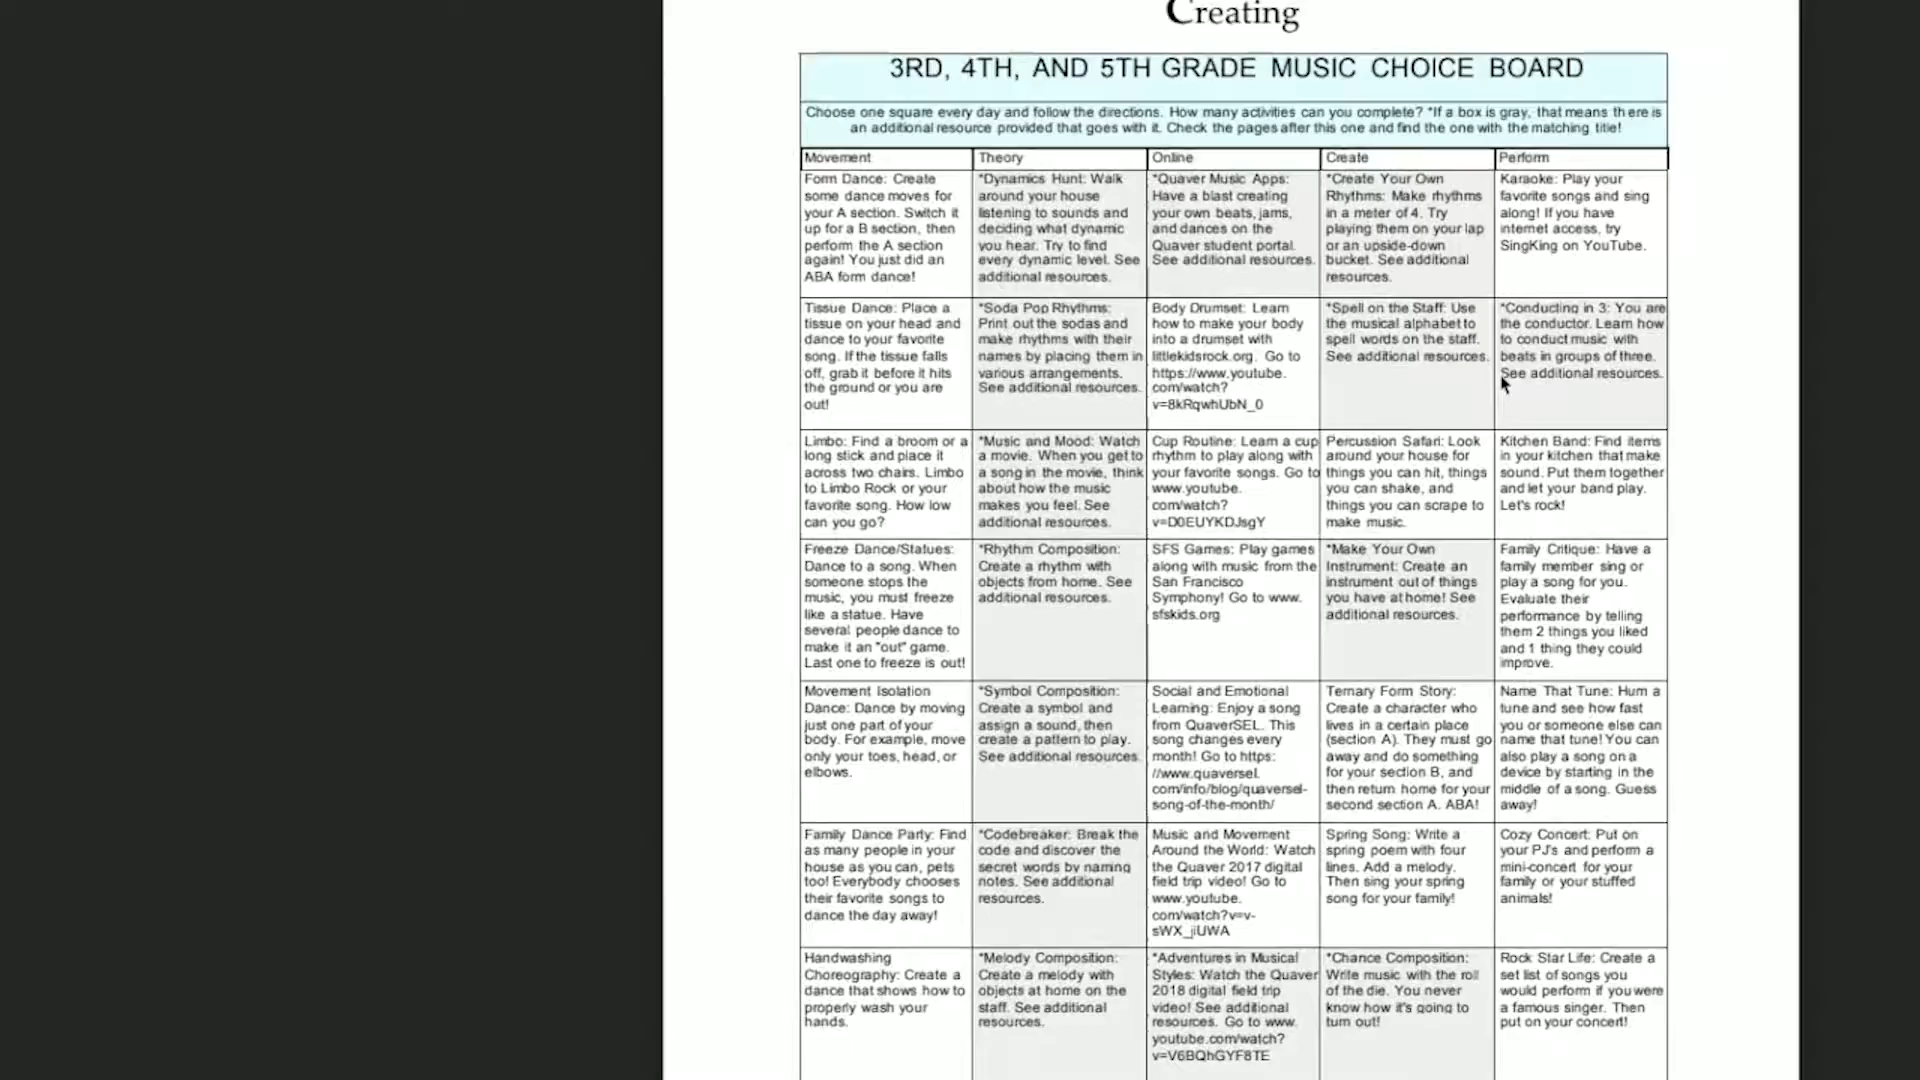 Creating
3RD, 4TH, AND 5TH GRADE MUSIC CHOICE BOARD
Choose one square every day and follow the directions. How many activities can you complete? *If a box is gray, that means there is
an additional resource provided that goes with it. Check the pages after this one and find the one with the matching title!
Movement
Theory
Online
Create
Perform
Form Dance: Create
some dance moves for
your A section. Switch it
up for a B section, then
perform the A section
again! You just did an
ABA form dance!
*Dynamics Hunt: Walk
around your house
listening to sounds and
deciding what dynamic
you hear. Try to find
every dynamic level. See
additional resources.
*Quaver Music Apps:
Have a blast creating
your own beats, jams,
and dances on the
Quaver student portal.
See additional resources.
*Create Your Own
Rhythms: Make rhythms
in a meter of 4. Try
playing them on your lap
or an upside-down
bucket. See additional
resources.
Karaoke: Play your
favorite songs and sing
along! If you have
internet access, try
SingKing on YouTube.
Tissue Dance: Place a
tissue on your head and
dance to your favorite
song. If the tissue falls
off, grab it before it hits
the ground or you are
out!
*Soda Pop Rhythms:
Print out the sodas and
make rhythms with their
names by placing them in
various arrangements.
See additional resources.
Body Drumset: Learn
how to make your body
into a drumset with
littlekidsrock.org. Go to
https://www.youtube.
com/watch?
v=8kRqwhUbN_0
*Spell on the Staff: Use
the musical alphabet to
spell words on the staff.
See additional resources.
*Conducting in 3: You are
the conductor. Learn how
to conduct music with
beats in groups of three.
See additional resources.
Limbo: Find a broom or a
long stick and place it
across two chairs. Limbo
to Limbo Rock or your
favorite song. How low
can you go?
*Music and Mood: Watch
a movie. When you get to
a song in the movie, think
about how the music
makes you feel. See
additional resources.
Cup Routine: Learn a cup
rhythm to play along with
your favorite songs. Go to
www.youtube.
com/watch?
v=D0EUYKDJsgY
Percussion Safari: Look
around your house for
things you can hit, things
you can shake, and
things you can scrape to
make music.
Kitchen Band: Find items
in your kitchen that make
sound. Put them together
and let your band play.
Let's rock!
Freeze Dance/Statues:
Dance to a song. When
someone stops the
music, you must freeze
like a statue. Have
several people dance to
make it an "out" game.
Last one to freeze is out!
*Rhythm Composition:
Create a rhythm with
objects from home. See
additional resources.
SFS Games: Play games
along with music from the
San Francisco
Symphony! Go to www.
sfskids.org
*Make Your Own
Instrument: Create an
instrument out of things
you have at home! See
additional resources.
Family Critique: Have a
family member sing or
play a song for you.
Evaluate their
performance by telling
them 2 things you liked
and 1 thing they could
improve.
Movement Isolation
Dance: Dance by moving
just one part of your
body. For example, move
only your toes, head, or
elbows.
*Symbol Composition:
Create a symbol and
assign a sound, then
create a pattern to play.
See additional resources.
Social and Emotional
Learning: Enjoy a song
from QuaverSEL. This
song changes every
month! Go to https:
//www.quaversel.
com/info/blog/quaversel-
song-of-the-month/
Ternary Form Story:
Create a character who
lives in a certain place
(section A). They must go
away and do something
for your section B, and
then return home for your
second section A. ABA!
Name That Tune: Hum a
tune and see how fast
you or someone else can
name that tune! You can
also play a song on a
device by starting in the
middle of a song. Guess
away!
Family Dance Party: Find
as many people in your
house as you can, pets
too! Everybody chooses
their favorite songs to
dance the day away!
*Codebreaker: Break the
code and discover the
secret words by naming
notes. See additional
resources.
Music and Movement
Around the World: Watch
the Quaver 2017 digital
field trip video! Go to
www.youtube.
com/watch?v=v-
sWX_jiUWA
Spring Song: Write a
spring poem with four
lines. Add a melody.
Then sing your spring
song for your family!
Cozy Concert: Put on
your PJ's and perform a
mini-concert for your
family or your stuffed
animals!
Handwashing
Choreography: Create a
dance that shows how to
properly wash your
hands.
*Melody Composition:
Create a melody with
objects at home on the
staff. See additional
resources.
*Adventures in Musical
Styles: Watch the Quaver
2018 digital field trip
video! See additional
resources. Go to www.
youtube.com/watch?
v=V6BQhGYF8TE
*Chance Composition:
Write music with the roll
of the die. You never
know how it's going to
turn out!
Rock Star Life: Create a
set list of songs you
would perform if you were
a famous singer. Then
put on your concert!